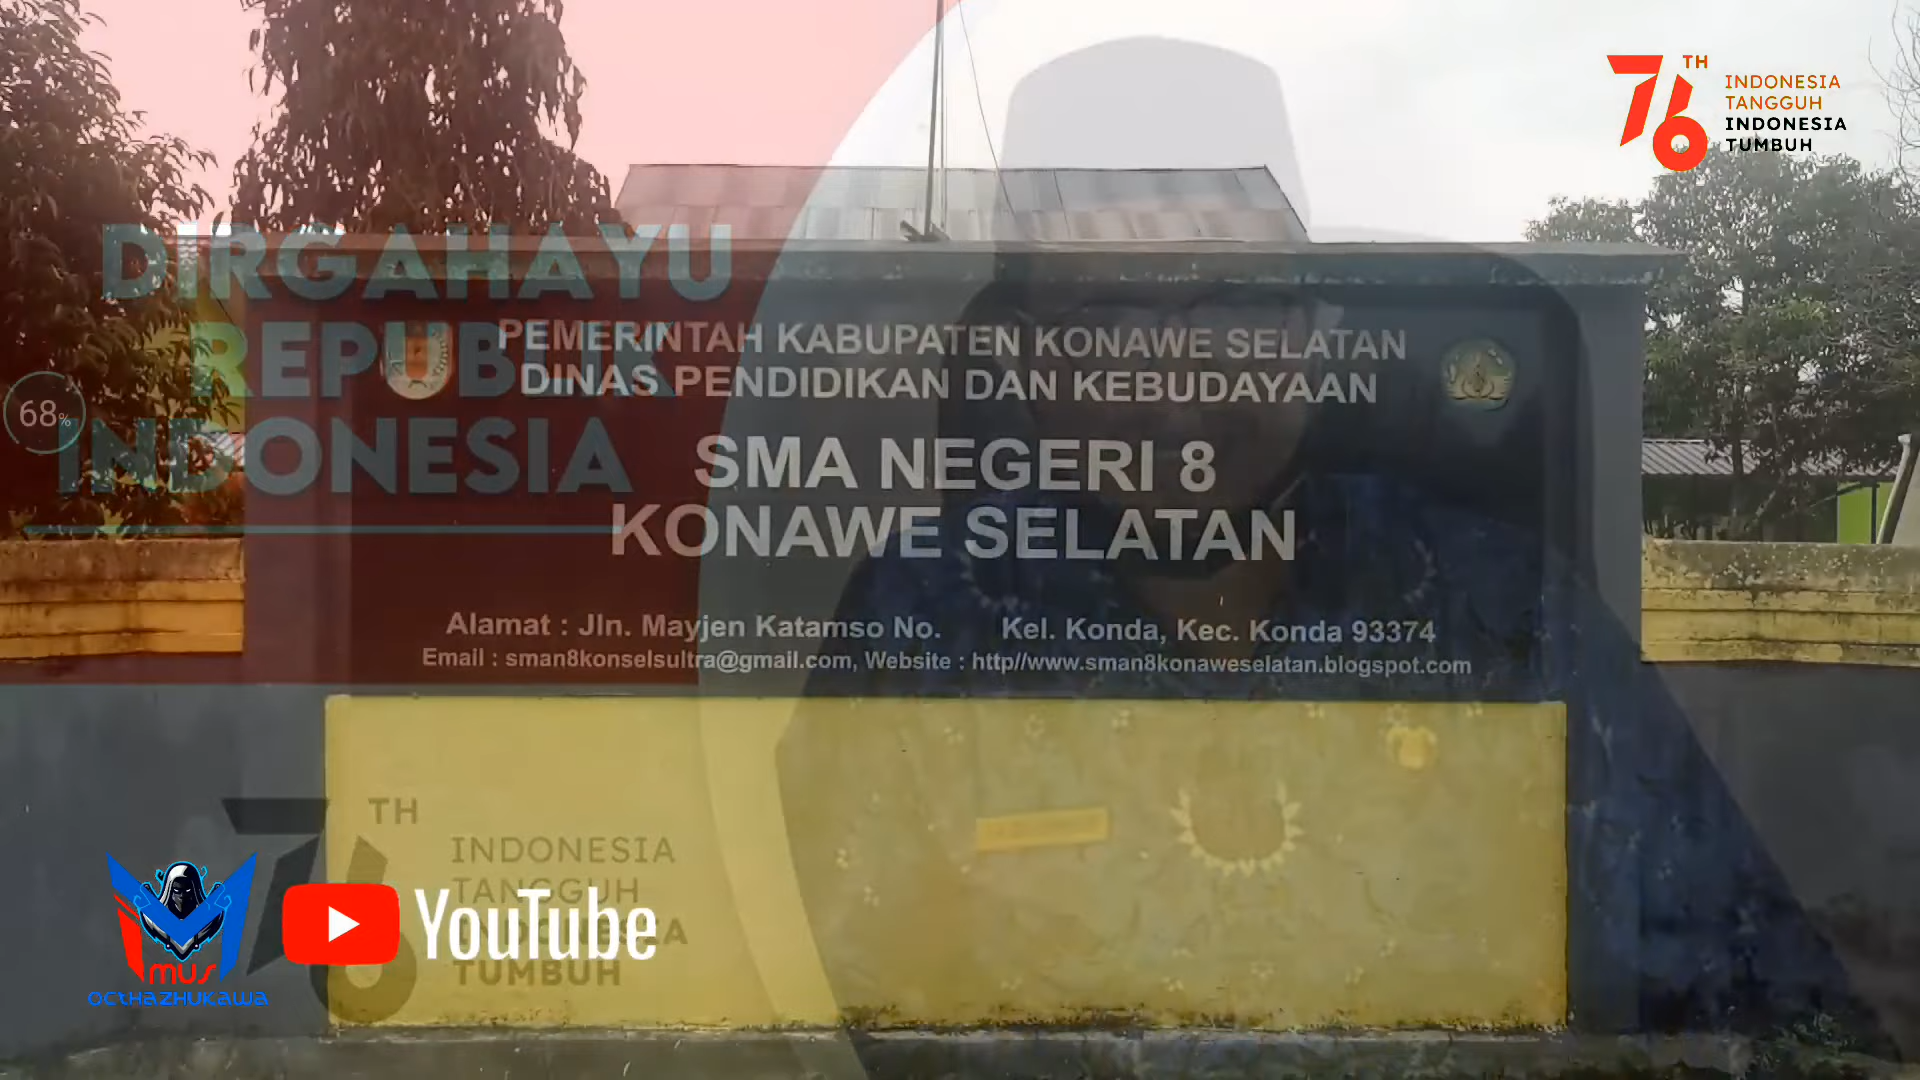 76 TH
INDONESIA
TANGGUH
INDONESIA
TUMBUH
DIRGAHAYU
REPUBLIK
INDONESIA
68%
PEMERINTAH KABUPATEN KONAWE SELATAN
DINAS PENDIDIKAN DAN KEBUDAYAAN
SMA NEGERI 8
KONAWE SELATAN
Alamat : Jln. Mayjen Katamso No. Kel. Konda, Kec. Konda 93374
Email : sman8konselsultra@gmail.com, Website : http//www.sman8konaweselatan.blogspot.com
76 TH
INDONESIA
TANGGUH
INDONESIA
TUMBUH
mus
OCTHAZHUKAWA
YouTube